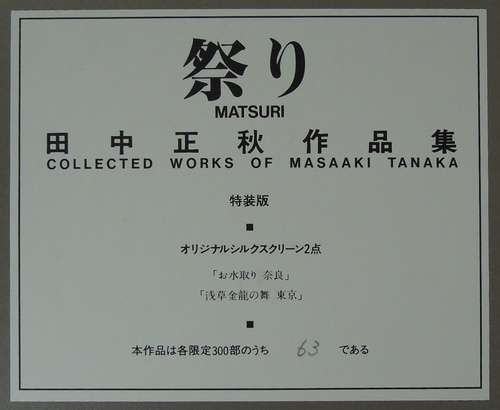 祭り
MATSURI
田中正秋作品集
COLLECTED WORKS OF MASAAKI TANAKA
特装版
■
オリジナルシルクスクリーン2点
「お水取り 奈良」
「浅草金龍の舞 東京」
■
本作品は各限定300部のうち 63 である